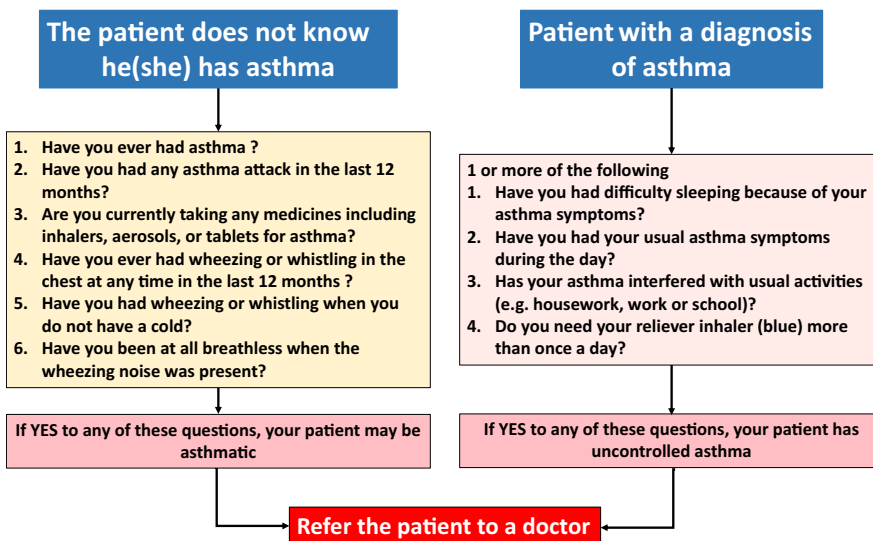 The patient does not know
he(she) has asthma
1. Have you ever had asthma ?
2. Have you had any asthma attack in the last 12
months?
3. Are you currently taking any medicines including
inhalers, aerosols, or tablets for asthma?
4. Have you ever had wheezing or whistling in the
chest at any time in the last 12 months ?
5. Have you had wheezing or whistling when you
do not have a cold?
6. Have you been at all breathless when the
wheezing noise was present?
If YES to any of these questions, your patient may be
asthmatic
Patient with a diagnosis
of asthma
1 or more of the following
1. Have you had difficulty sleeping because of your
asthma symptoms?
2. Have you had your usual asthma symptoms
during the day?
3. Has your asthma interfered with usual activities
(e.g. housework, work or school)?
4. Do you need your reliever inhaler (blue) more
than once a day?
If YES to any of these questions, your patient has
uncontrolled asthma
Refer the patient to a doctor